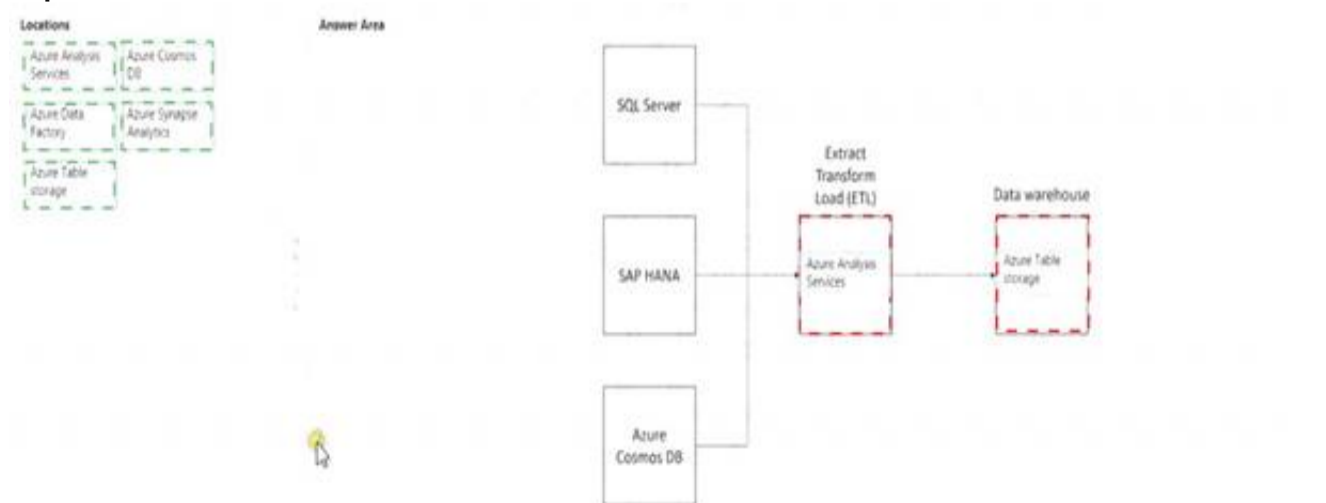 Locations
Answer Area
Azure Analysis
Services
Azure Cosmos
DB
Azure Data
Factory
Azure Synapse
Analytics
Azure Table
storage
SQL Server
SAP HANA
Azure
Cosmos DB
Extract
Transform
Load (ETL)
Azure Analysis
Services
Data warehouse
Azure Table
storage